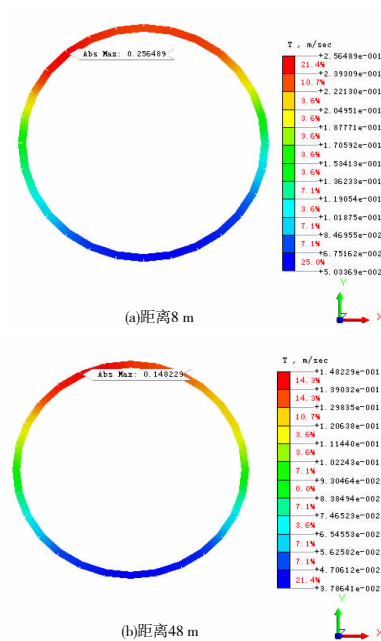 T , m/sec
Abs Max: 0.256489
+2.56489e-001
21.4%
+2.39309e-001
10.7%
+2.22130e-001
3.6%
+2.04951e-001
3.6%
+1.87771e-001
3.6%
+1.70592e-001
3.6%
+1.53413e-001
3.6%
+1.36233e-001
7.1%
+1.19054e-001
3.6%
+1.01875e-001
7.1%
+8.46955e-002
7.1%
+6.75162e-002
25.0%
+5.03369e-002
Y
Z
X
(a)距离8 m
T , m/sec
Abs Max: 0.148229
+1.48229e-001
14.3%
+1.39032e-001
14.3%
+1.29835e-001
10.7%
+1.20638e-001
3.6%
+1.11440e-001
3.6%
+1.02243e-001
7.1%
+9.30464e-002
0.0%
+8.38494e-002
7.1%
+7.46523e-002
3.6%
+6.54553e-002
7.1%
+5.62582e-002
7.1%
+4.70612e-002
21.4%
+3.78641e-002
Y
Z
X
(b)距离48 m